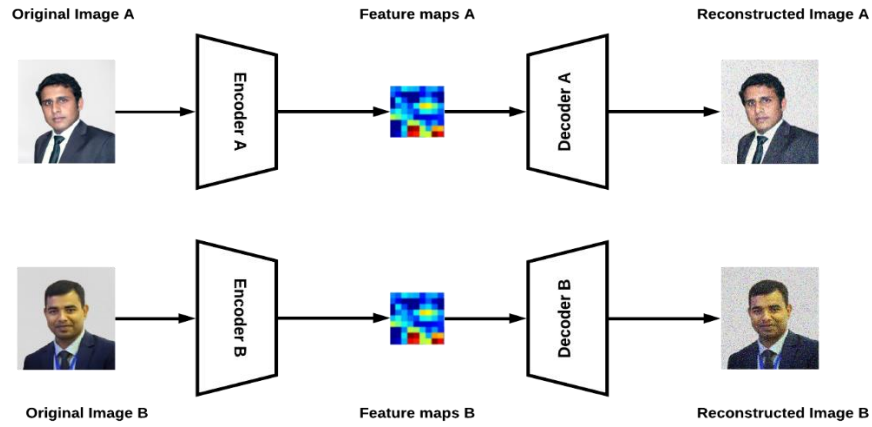 Original Image A
Feature maps A
Reconstructed Image A
Encoder A
Decoder A
Encoder B
Decoder B
Original Image B
Feature maps B
Reconstructed Image B